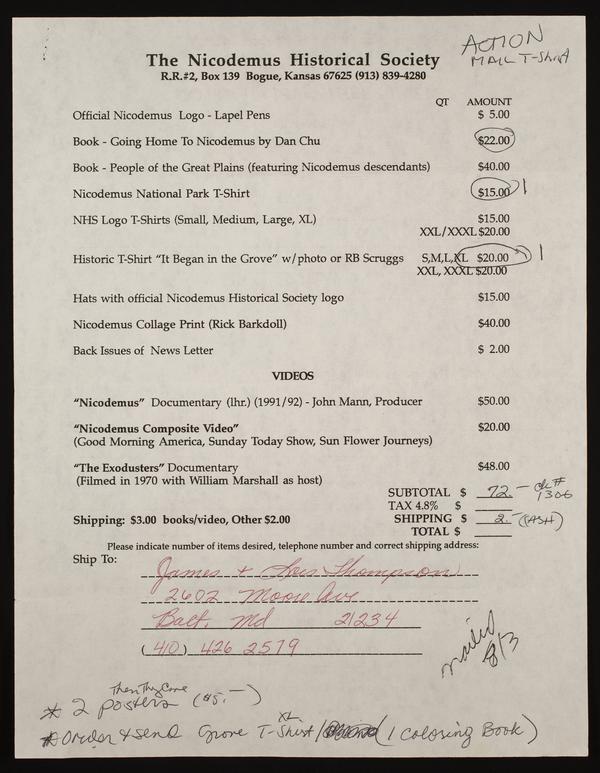 ACTION
MAIL T-Shirt
The Nicodemus Historical Society
R.R.#2, Box 139 Bogue, Kansas 67625 (913) 839-4280
QT AMOUNT
Official Nicodemus Logo - Lapel Pens $ 5.00
Book - Going Home To Nicodemus by Dan Chu $22.00
Book - People of the Great Plains (featuring Nicodemus descendants) $40.00
Nicodemus National Park T-Shirt $15.00 1
NHS Logo T-Shirts (Small, Medium, Large, XL) $15.00
XXL/XXXL $20.00
Historic T-Shirt "It Began in the Grove" w/photo or RB Scruggs S,M,L,XL $20.00 1
XXL, XXXL $20.00
Hats with official Nicodemus Historical Society logo $15.00
Nicodemus Collage Print (Rick Barkdoll) $40.00
Back Issues of News Letter $ 2.00
VIDEOS
"Nicodemus" Documentary (lhr.) (1991/92) - John Mann, Producer $50.00
"Nicodemus Composite Video" $20.00
(Good Morning America, Sunday Today Show, Sun Flower Journeys)
"The Exodusters" Documentary $48.00
(Filmed in 1970 with William Marshall as host)
SUBTOTAL $ 72.- ck# 1306
TAX 4.8% $
Shipping: $3.00 books/video, Other $2.00 SHIPPING $ 2.- (CASH)
TOTAL $
Please indicate number of items desired, telephone number and correct shipping address:
Ship To:
James + Lois Thompson
2602 Moore Ave
Balt, Md 21234
(410) 426 2579
mailed
8/3
Then They Came
* 2 posters ($5.-)
XL
* Order & send Grove T-Shirt / (1 Coloring Book)